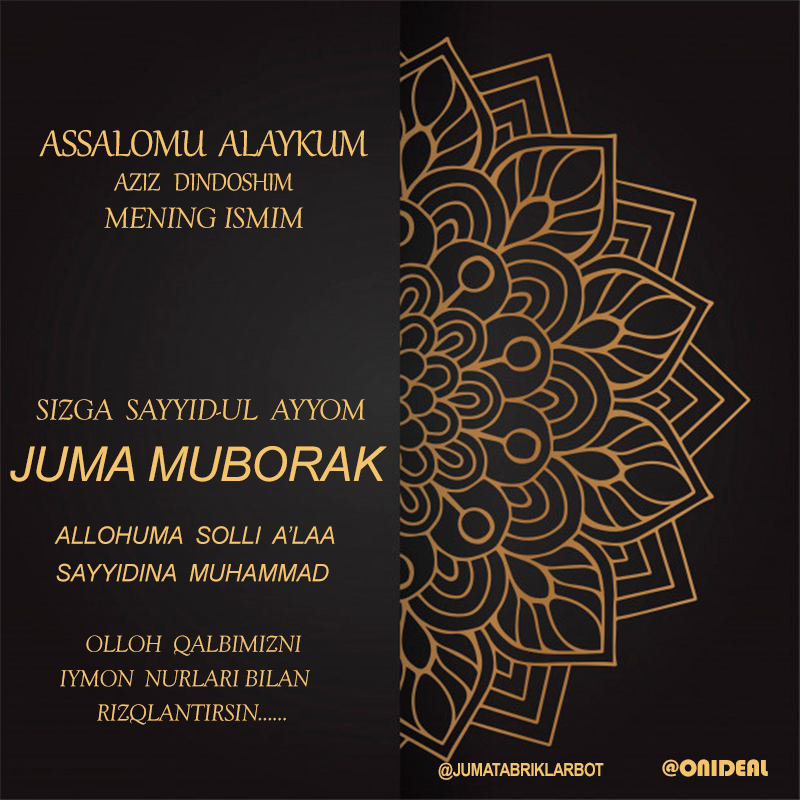 ASSALOMU ALAYKUM
AZIZ DINDOSHIM
MENING ISMIM
SIZGA SAYYID-UL AYYOM
JUMA MUBORAK
ALLOHUMA SOLLI A'LAA
SAYYIDINA MUHAMMAD
OLLOH QALBIMIZNI
IYMON NURLARI BILAN
RIZQLANTIRSIN......
@JUMATABRIKLARBOT
@ONIDEAL